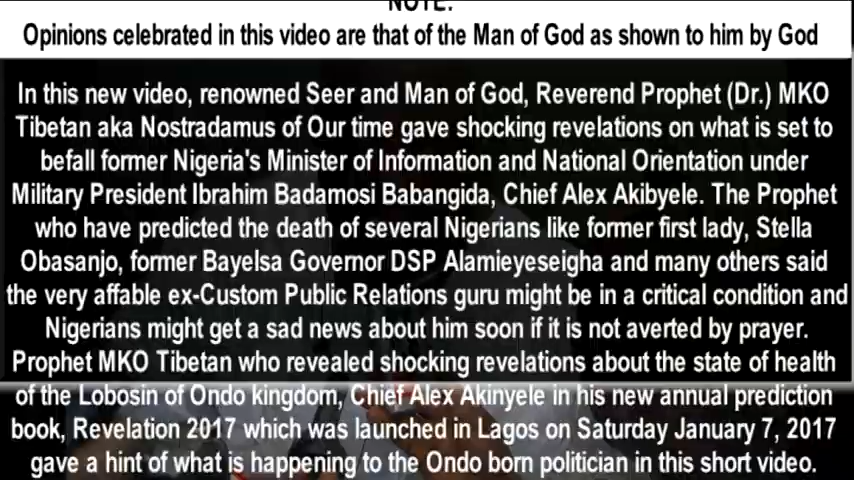 NOTE:
Opinions celebrated in this video are that of the Man of God as shown to him by God
In this new video, renowned Seer and Man of God, Reverend Prophet (Dr.) MKO
Tibetan aka Nostradamus of Our time gave shocking revelations on what is set to
befall former Nigeria's Minister of Information and National Orientation under
Military President Ibrahim Badamosi Babangida, Chief Alex Akibyele. The Prophet
who have predicted the death of several Nigerians like former first lady, Stella
Obasanjo, former Bayelsa Governor DSP Alamieyeseigha and many others said
the very affable ex-Custom Public Relations guru might be in a critical condition and
Nigerians might get a sad news about him soon if it is not averted by prayer.
Prophet MKO Tibetan who revealed shocking revelations about the state of health
of the Lobosin of Ondo kingdom, Chief Alex Akinyele in his new annual prediction
book, Revelation 2017 which was launched in Lagos on Saturday January 7, 2017
gave a hint of what is happening to the Ondo born politician in this short video.